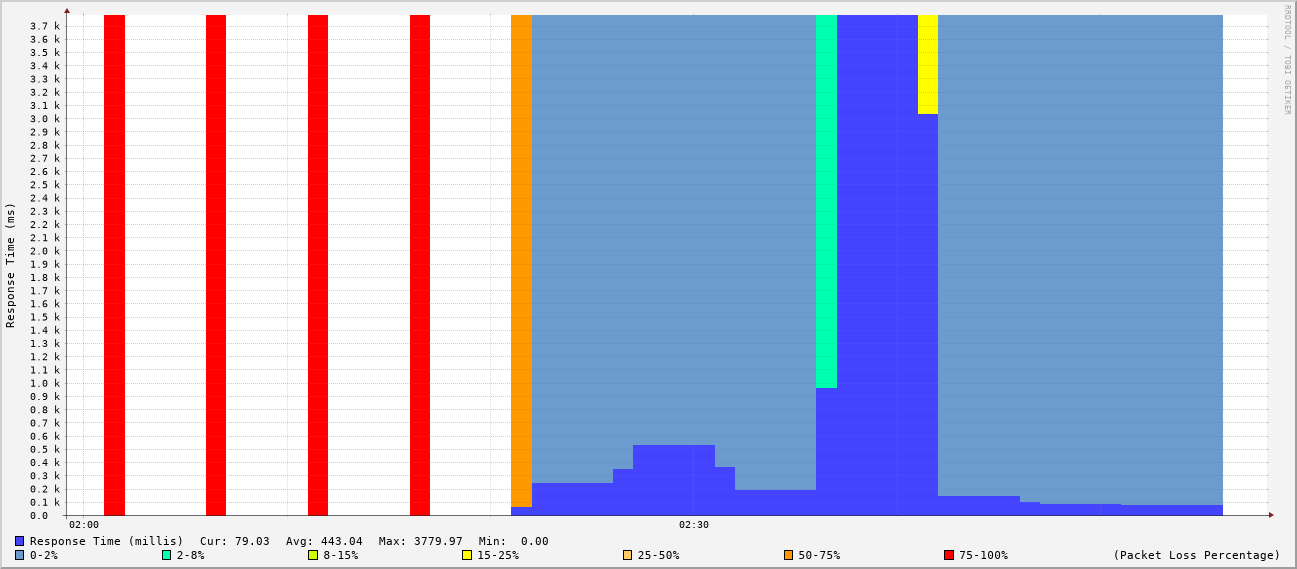 RRDTOOL / TOBI OETIKER
Response Time (ms)
3.7 k
3.6 k
3.5 k
3.4 k
3.3 k
3.2 k
3.1 k
3.0 k
2.9 k
2.8 k
2.7 k
2.6 k
2.5 k
2.4 k
2.3 k
2.2 k
2.1 k
2.0 k
1.9 k
1.8 k
1.7 k
1.6 k
1.5 k
1.4 k
1.3 k
1.2 k
1.1 k
1.0 k
0.9 k
0.8 k
0.7 k
0.6 k
0.5 k
0.4 k
0.3 k
0.2 k
0.1 k
0.0
02:00 02:30
Response Time (millis) Cur: 79.03 Avg: 443.04 Max: 3779.97 Min: 0.00
0-2% 2-8% 8-15% 15-25% 25-50% 50-75% 75-100% (Packet Loss Percentage)